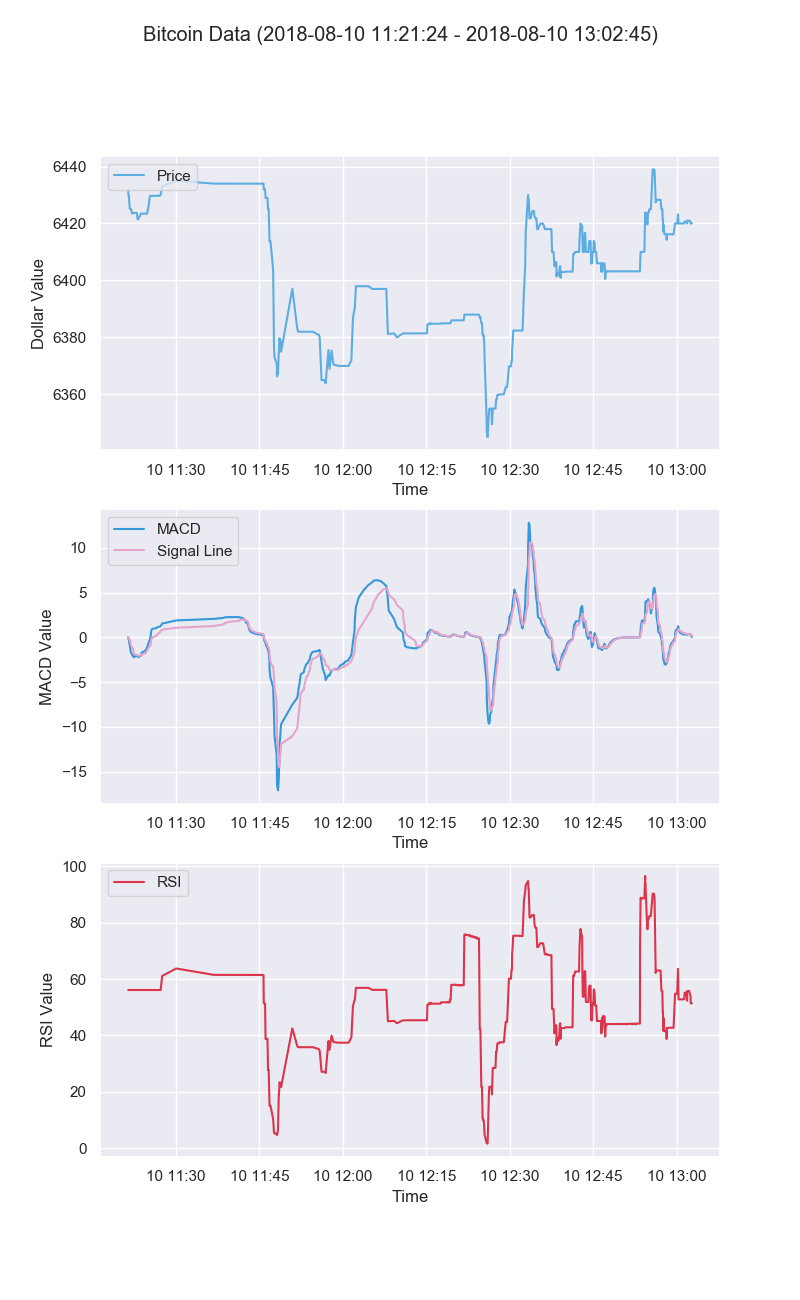 Bitcoin Data (2018-08-10 11:21:24 - 2018-08-10 13:02:45)
Price
6440
6420
6400
6380
6360
Dollar Value
10 11:30 10 11:45 10 12:00 10 12:15 10 12:30 10 12:45 10 13:00
Time
MACD
Signal Line
10
5
0
−5
−10
−15
MACD Value
10 11:30 10 11:45 10 12:00 10 12:15 10 12:30 10 12:45 10 13:00
Time
RSI
100
80
60
40
20
0
RSI Value
10 11:30 10 11:45 10 12:00 10 12:15 10 12:30 10 12:45 10 13:00
Time